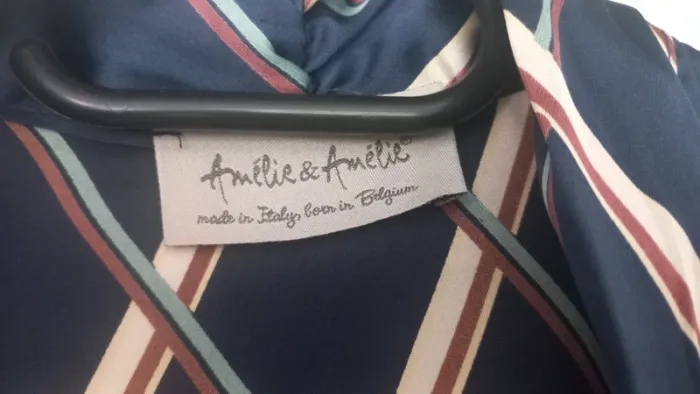 Amélie & Amélie®
made in Italy, born in Belgium